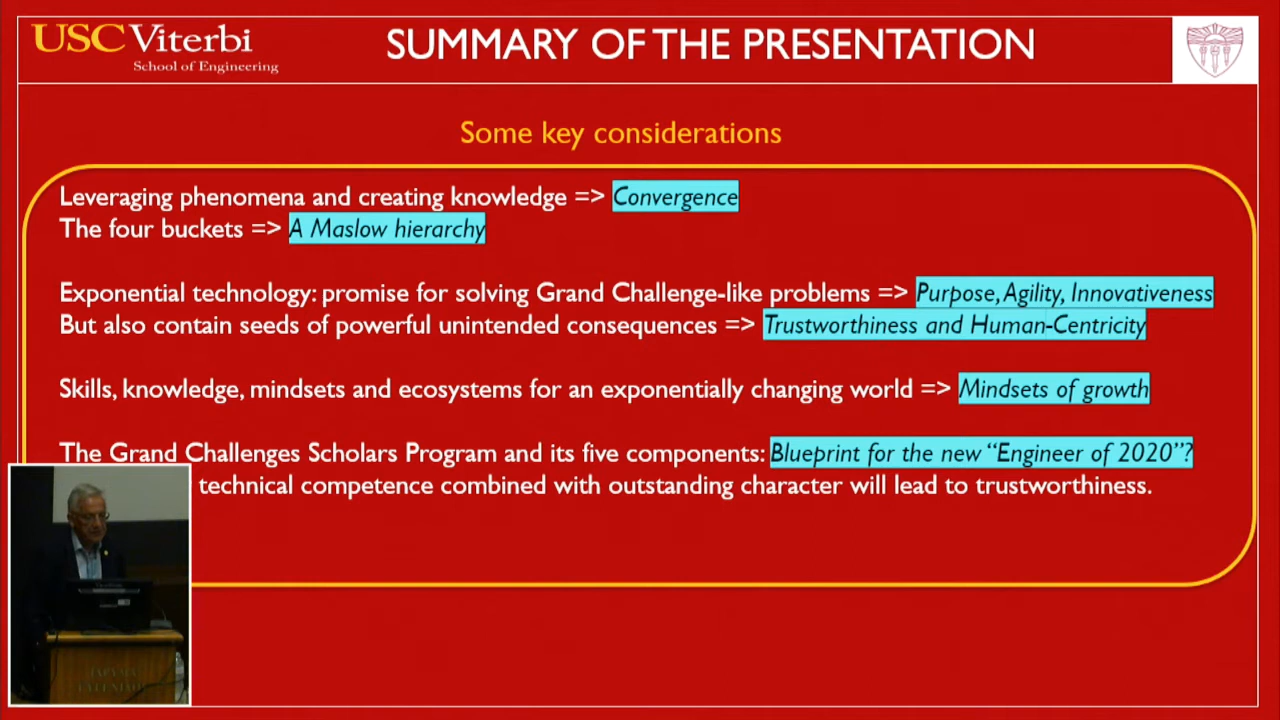 USC Viterbi
School of Engineering
SUMMARY OF THE PRESENTATION
Some key considerations
Leveraging phenomena and creating knowledge => Convergence
The four buckets => A Maslow hierarchy
Exponential technology: promise for solving Grand Challenge-like problems => Purpose, Agility, Innovativeness
But also contain seeds of powerful unintended consequences => Trustworthiness and Human-Centricity
Skills, knowledge, mindsets and ecosystems for an exponentially changing world => Mindsets of growth
The Grand Challenges Scholars Program and its five components: Blueprint for the new “Engineer of 2020”?
technical competence combined with outstanding character will lead to trustworthiness.